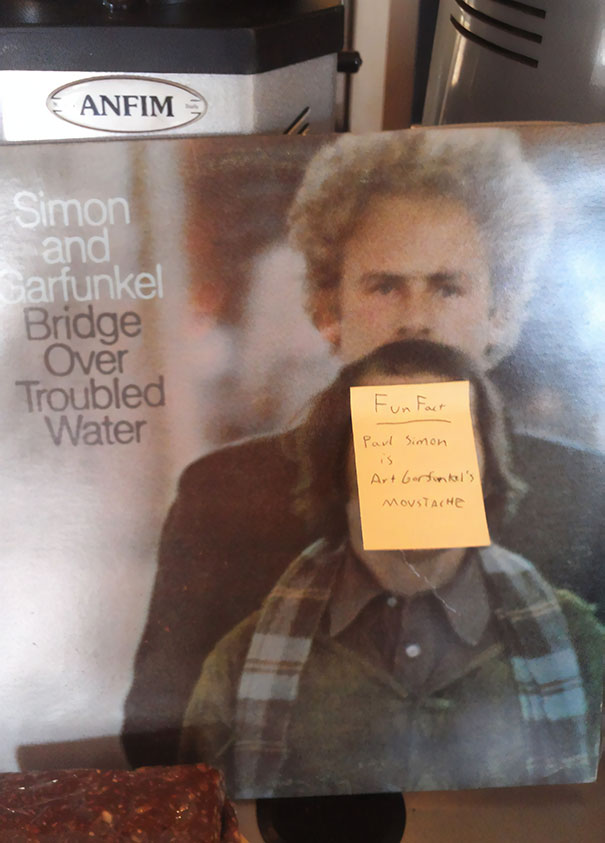 ANFIM
Simon
and
Garfunkel
Bridge
Over
Troubled
Water
Fun Fact
Paul Simon
is
Art Garfunkel's
MOUSTACHE